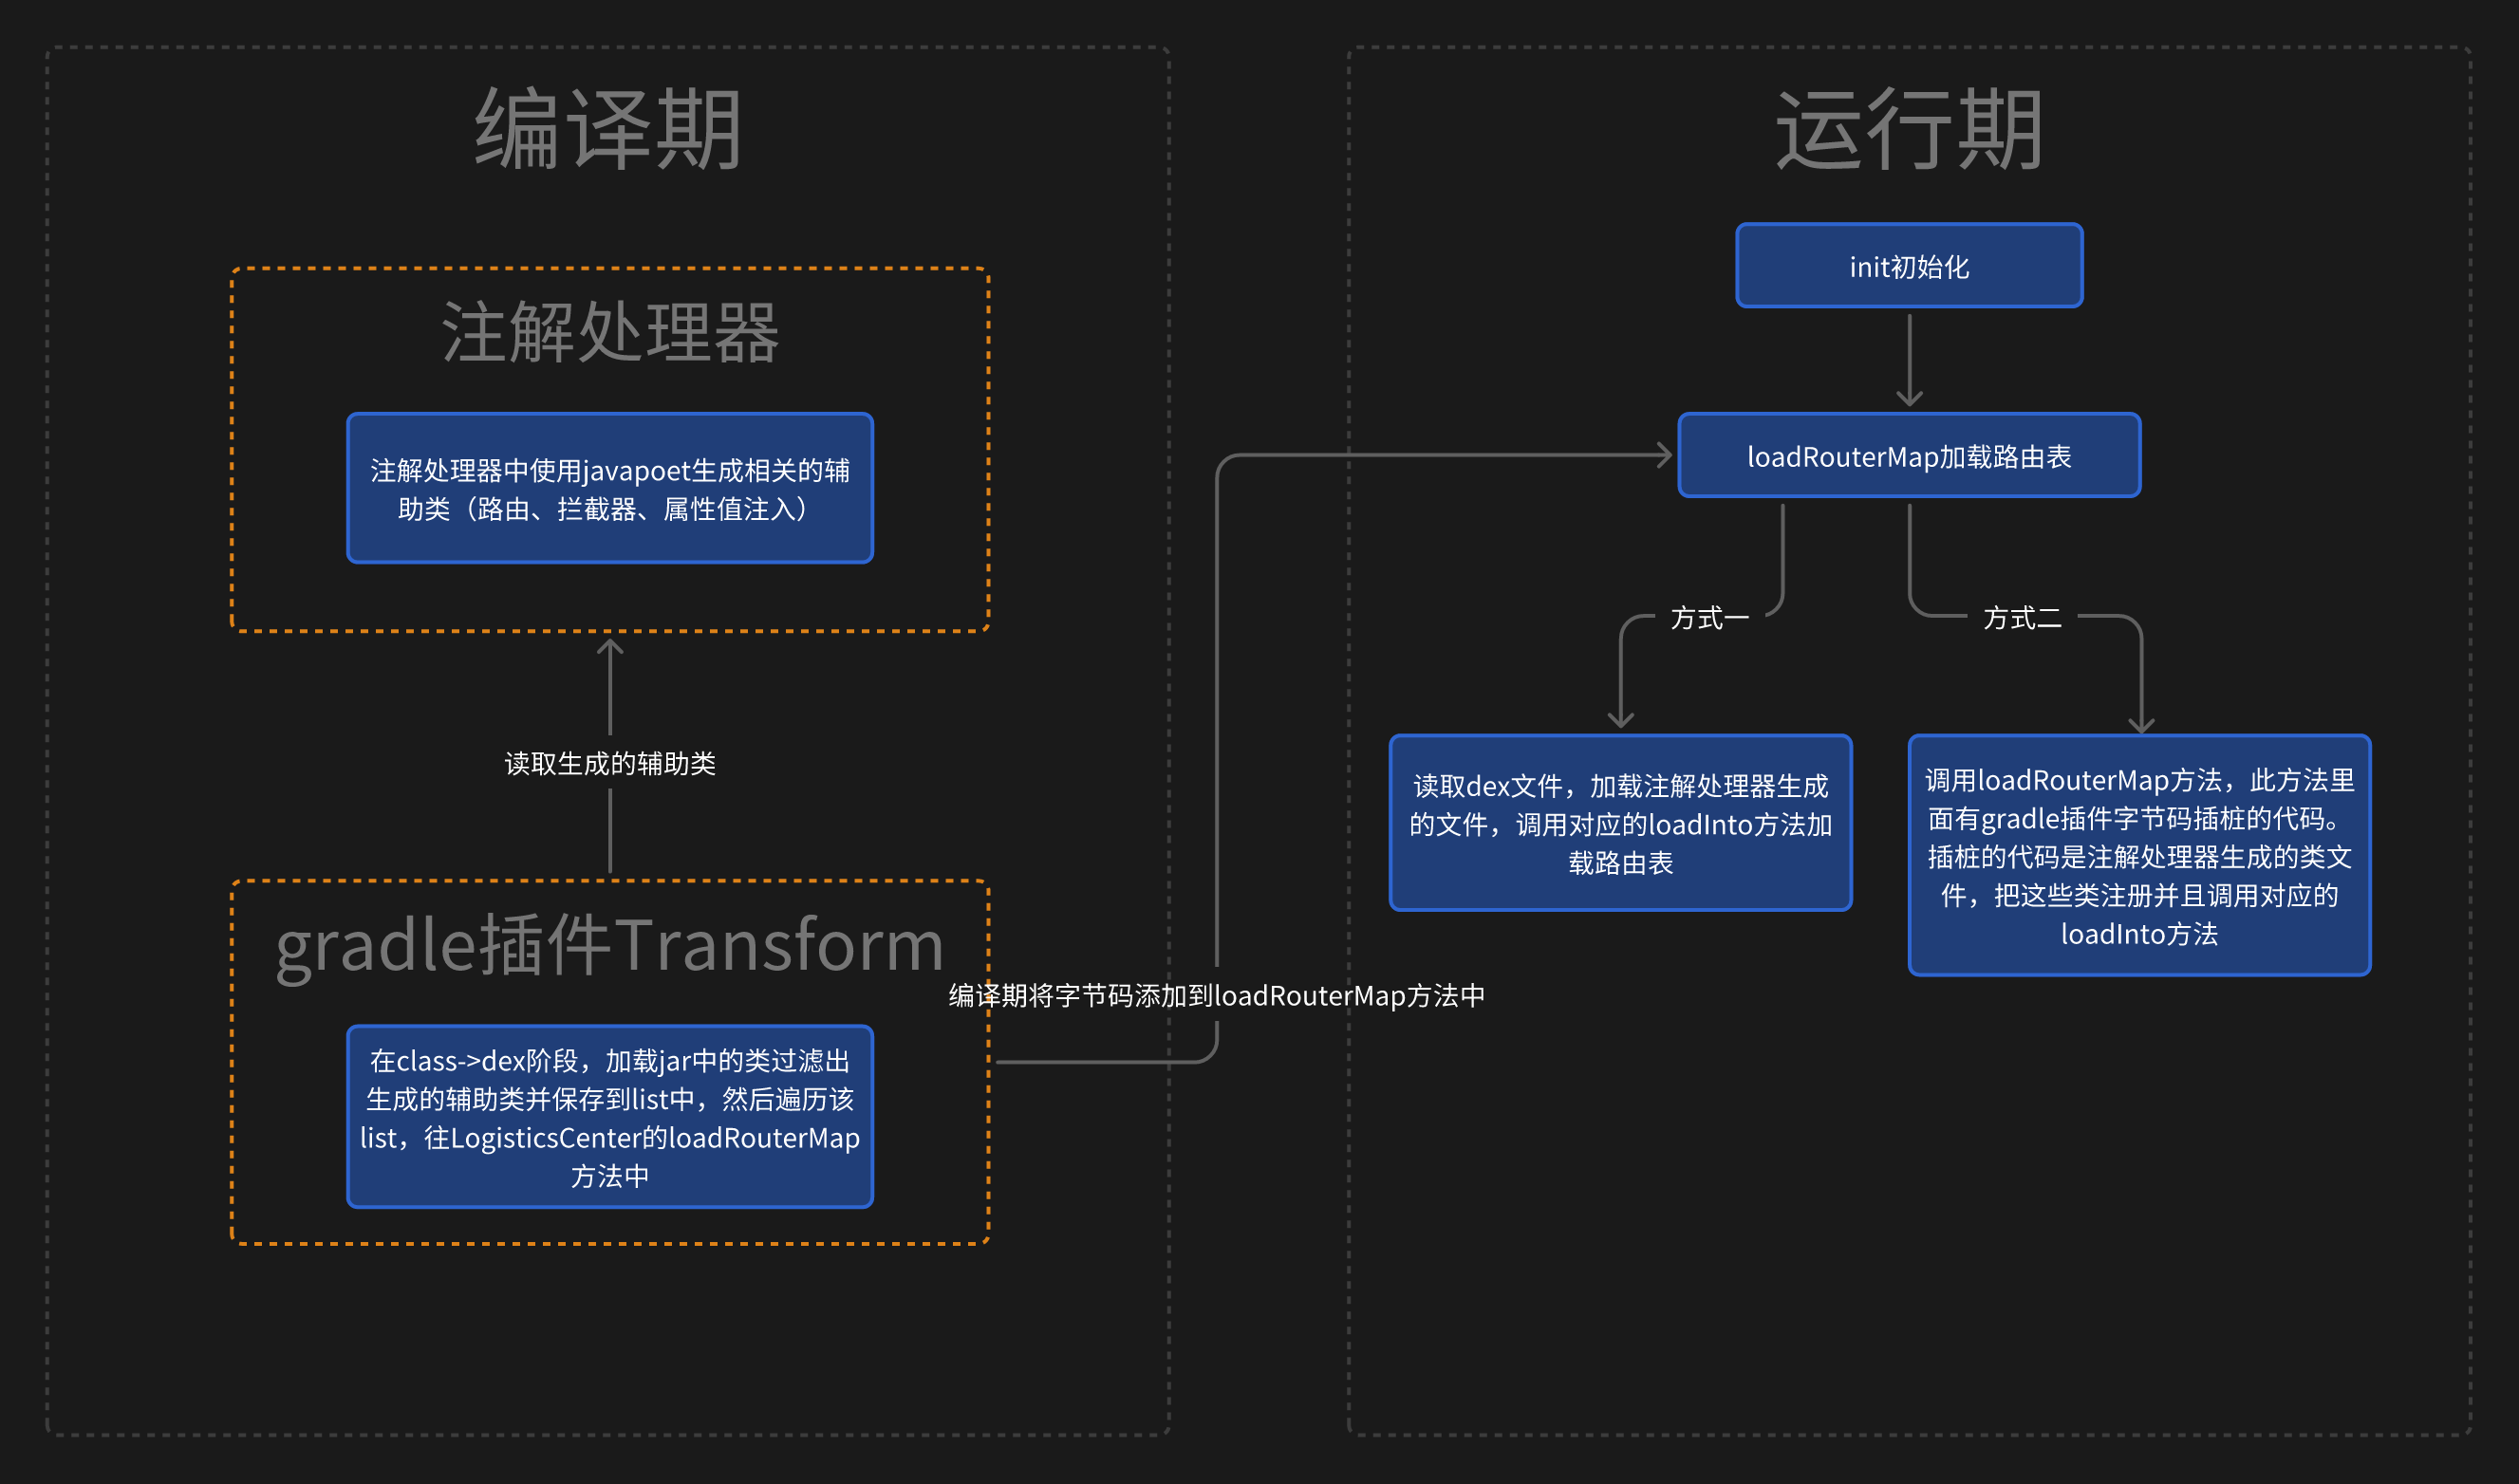 编译期
注解处理器
注解处理器中使用javapoet生成相关的辅
助类（路由、拦截器、属性值注入）
读取生成的辅助类
gradle插件Transform
在class->dex阶段，加载jar中的类过滤出
生成的辅助类并保存到list中，然后遍历该
list，往LogisticsCenter的loadRouterMap
方法中
编译期将字节码添加到loadRouterMap方法中
运行期
init初始化
loadRouterMap加载路由表
方式一
方式二
读取dex文件，加载注解处理器生成
的文件，调用对应的loadInto方法加
载路由表
调用loadRouterMap方法，此方法里
面有gradle插件字节码插桩的代码。
插桩的代码是注解处理器生成的类文
件，把这些类注册并且调用对应的
loadInto方法